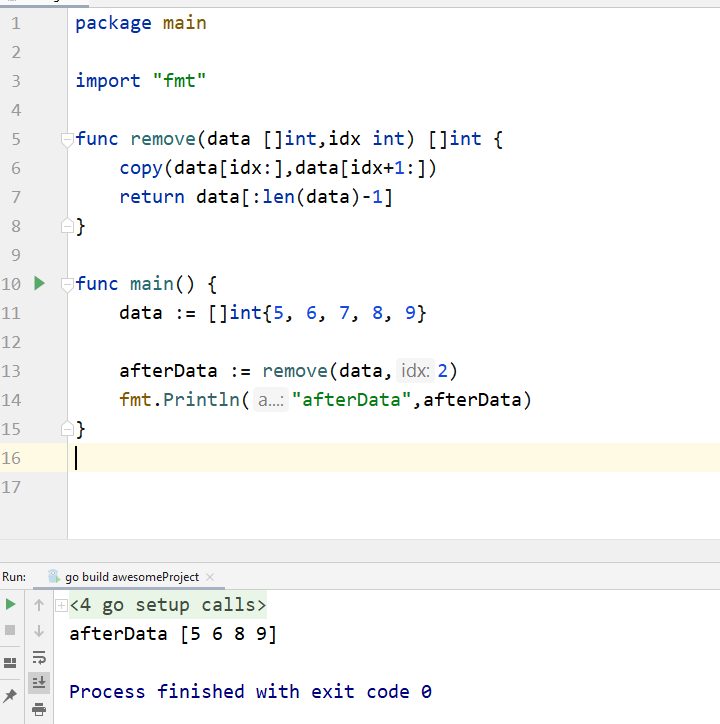 1 package main
2
3 import "fmt"
4
5 func remove(data []int,idx int) []int {
6 copy(data[idx:],data[idx+1:])
7 return data[:len(data)-1]
8 }
9
10 func main() {
11 data := []int{5, 6, 7, 8, 9}
12
13 afterData := remove(data, idx: 2)
14 fmt.Println( a...: "afterData",afterData)
15 }
16
17
Run: go build awesomeProject
<4 go setup calls>
afterData [5 6 8 9]
Process finished with exit code 0